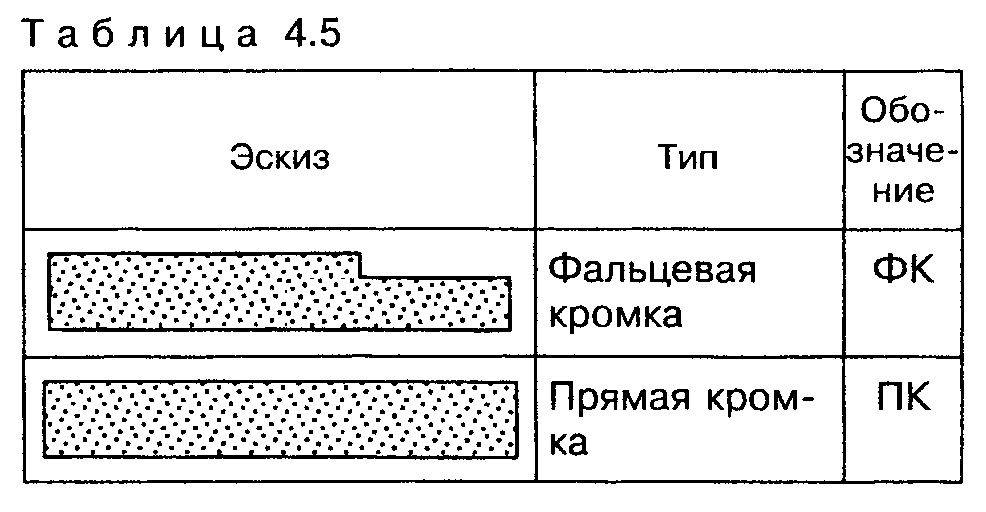 Таблица 4.5
Эскиз
Тип
Обо-
значе-
ние
Фальцевая
кромка
ФК
Прямая кром-
ка
ПК